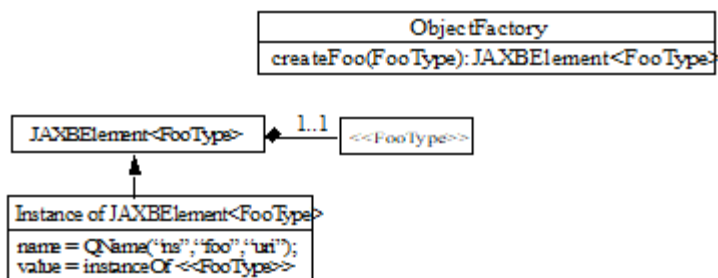 ObjectFactory
createFoo(FooType):JAXBElement<FooType>
JAXBElement<FooType>
1..1
<<FooType>>
Instance of JAXBElement<FooType>
name = QName(“ns”,“foo”,“uri”);
value = instanceOf <<FooType>>